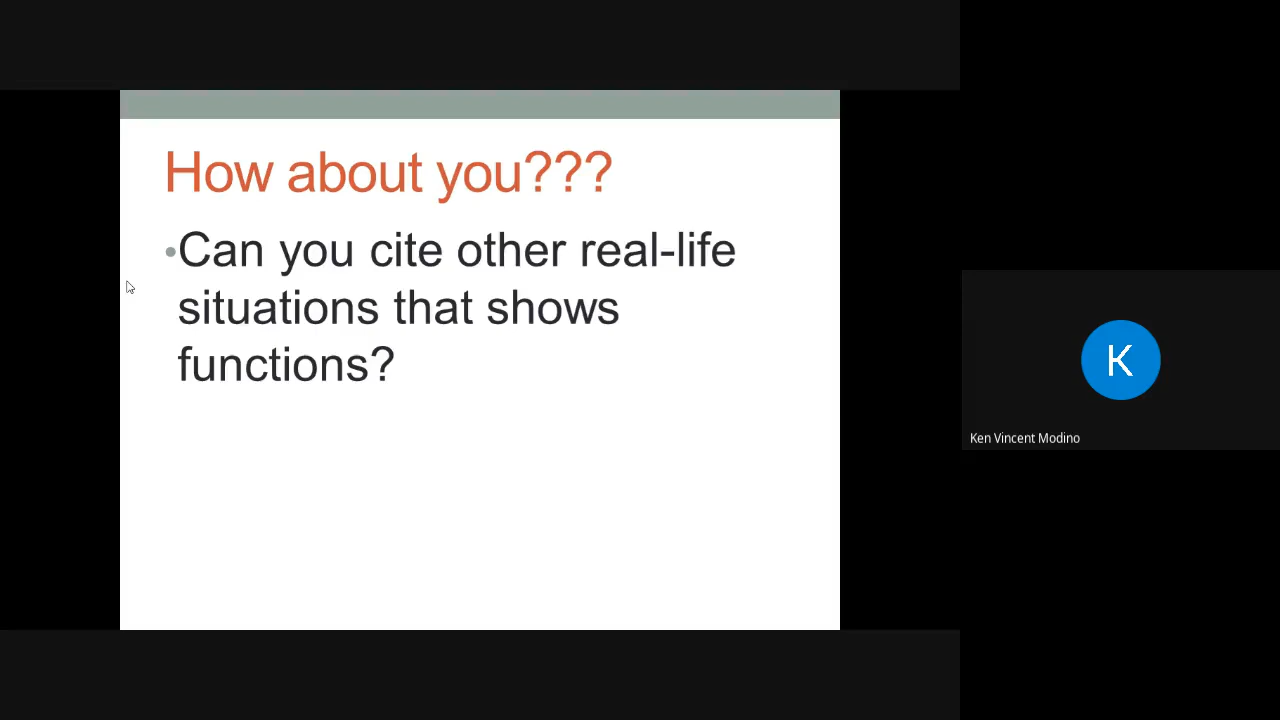 How about you???
•Can you cite other real-life
situations that shows
functions?
K
Ken Vincent Modino